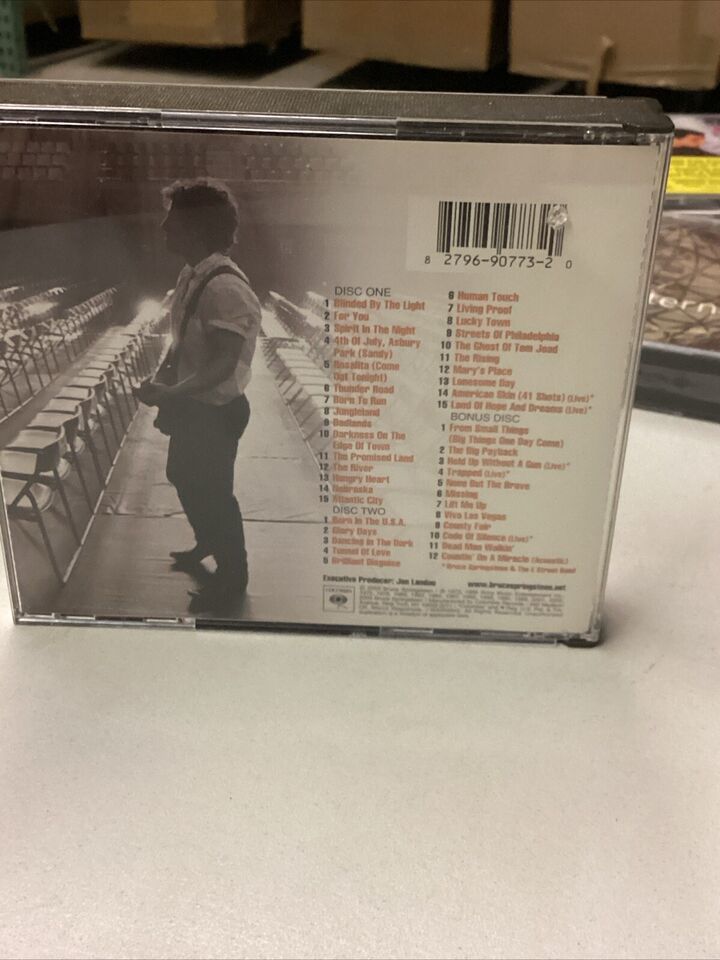 8 2796-90773-2 0
DISC ONE
1 Blinded By The Light
2 For You
3 Spirit In The Night
4 4th Of July, Asbury
Park (Sandy)
5 Rosalita (Come
Out Tonight)
6 Thunder Road
7 Born To Run
8 Jungleland
9 Badlands
10 Darkness On The
Edge Of Town
11 The Promised Land
12 The River
13 Hungry Heart
14 Nebraska
15 Atlantic City
DISC TWO
1 Born In The U.S.A.
2 Glory Days
3 Dancing In The Dark
4 Tunnel Of Love
5 Brilliant Disguise
6 Human Touch
7 Living Proof
8 Lucky Town
9 Streets Of Philadelphia
10 The Ghost Of Tom Joad
11 The Rising
12 Mary's Place
13 Lonesome Day
14 American Skin (41 Shots) (Live)*
15 Land Of Hope And Dreams (Live)*
BONUS DISC
1 From Small Things
(Big Things One Day Come)
2 The Big Payback
3 Held Up Without A Gun (Live)*
4 Trapped (Live)*
5 None But The Brave
6 Missing
7 Lift Me Up
8 Viva Las Vegas
9 County Fair
10 Code Of Silence (Live)*
11 Dead Man Walkin'
12 Countin' On A Miracle (Acoustic)
* Bruce Springsteen & The E Street Band
Executive Producer: Jon Landau
www.brucespringsteen.net
COLUMBIA